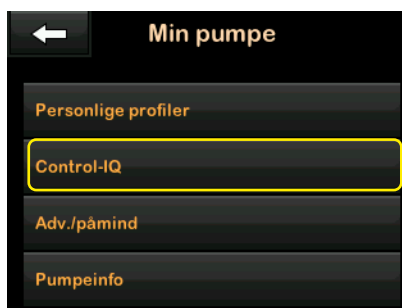 Min pumpe
Personlige profiler
Control-IQ
Adv./påmind
Pumpeinfo